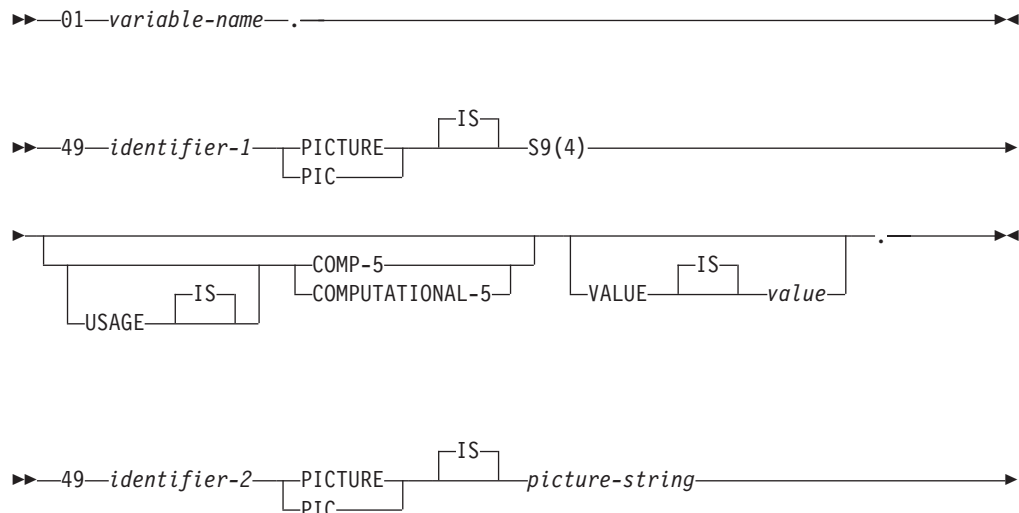 01 variable-name .
IS
49 identifier-1 PICTURE S9(4)
PIC
COMP-5 .
IS COMPUTATIONAL-5 VALUE IS value
USAGE
IS
49 identifier-2 PICTURE picture-string
PIC